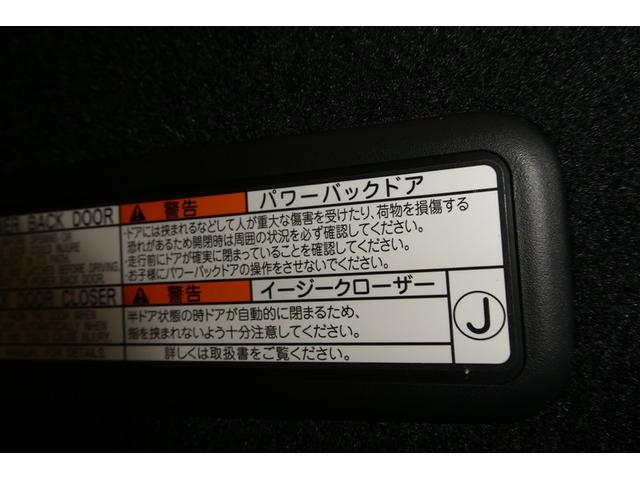 ER BACK DOOR
警告 パワーバックドア
・ドアには挟まれるなどして人が重大な傷害を受けたり、荷物を損傷する
恐れがあるため開閉時は周囲の状況を必ず確認してください。
・走行前にドアが確実に閉まっていることを確認してください。
・お子様にパワーバックドアの操作をさせないでください。
BEFORE DRIVING.
DOOR CLOSER
警告 イージークローザー
半ドア状態の時ドアが自動的に閉まるため、
指を挟まれないよう十分注意してください。
詳しくは取扱書をご覧ください。
J
WHEN
WHEN
INJURY
FOR DETAILS.